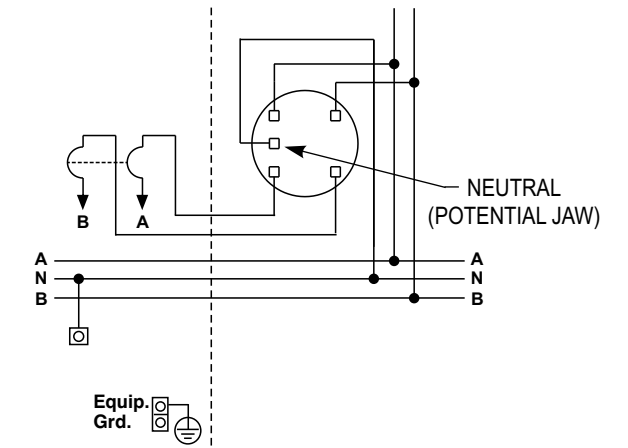 NEUTRAL
(POTENTIAL JAW)
B A
A A
N N
B B
Equip.
Grd.